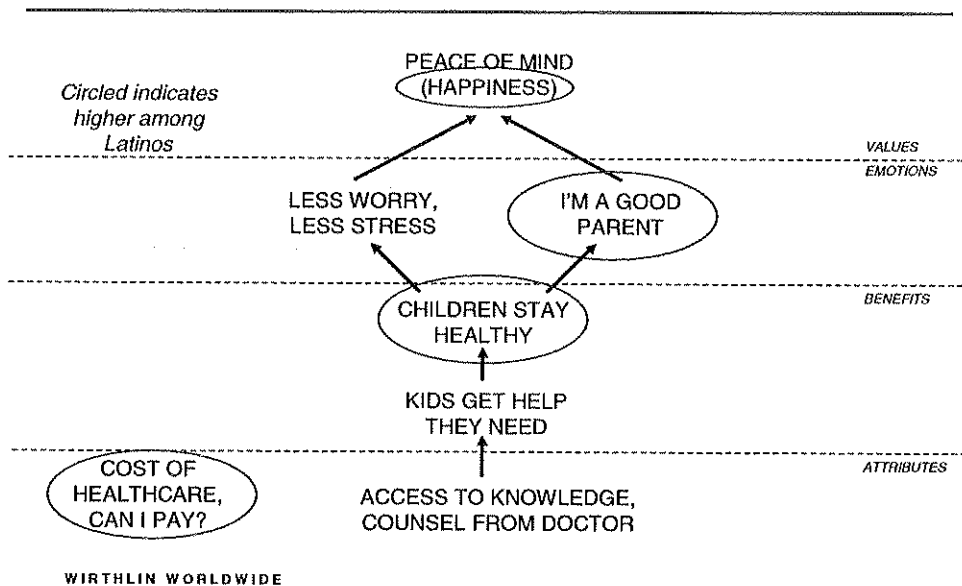 PEACE OF MIND
(HAPPINESS)
Circled indicates
higher among
Latinos
VALUES
EMOTIONS
LESS WORRY,
LESS STRESS
I'M A GOOD
PARENT
BENEFITS
CHILDREN STAY
HEALTHY
KIDS GET HELP
THEY NEED
ATTRIBUTES
COST OF
HEALTHCARE,
CAN I PAY?
ACCESS TO KNOWLEDGE,
COUNSEL FROM DOCTOR
WIRTHLIN WORLDWIDE